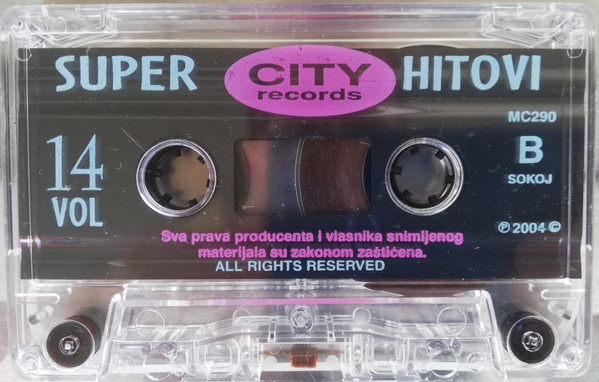 SUPER CITY records HITOVI
MC290
14 VOL
B
SOKOJ
℗ 2004 ©
Sva prava producenta i vlasnika snimljenog
materijala su zakonom zaštićena.
ALL RIGHTS RESERVED